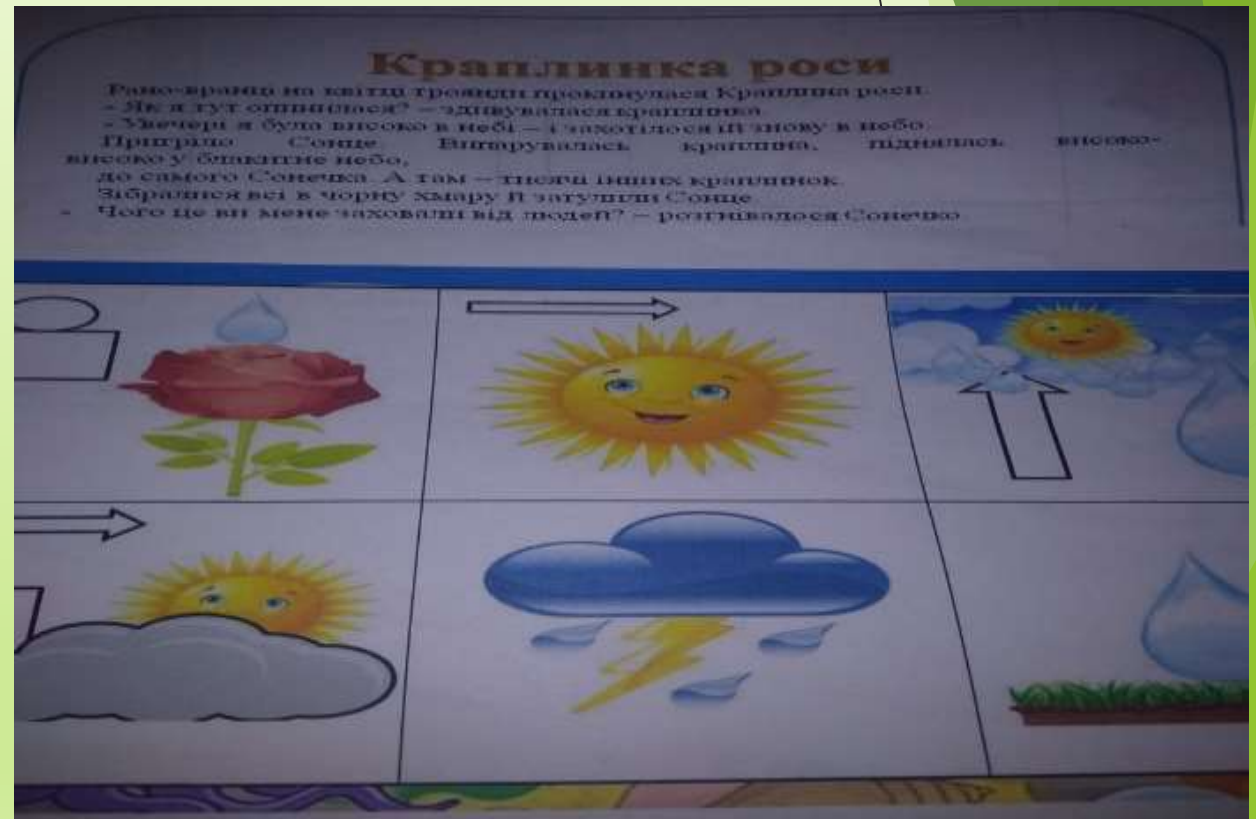 Краплинка роси
Рано-вранці на квітці троянди прокинулася Краплина роси.
- Як я тут опинилася? – здивувалася краплинка.
- Увечері я була високо в небі – і захотілося їй знову в небо.
Пригріло Сонце. Випарувалась краплина, піднялась високо-
високо у блакитне небо,
до самого Сонечка. А там – тисячі інших краплинок.
Зібралися всі в чорну хмару й затулили Сонце.
- Чого це ви мене заховали від людей? – розгнівалося Сонечко.